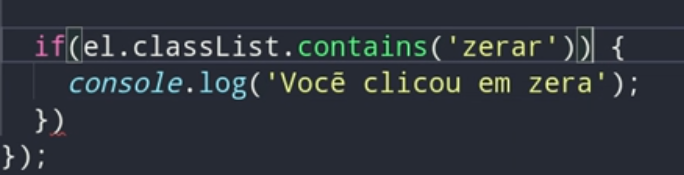 if(el.classList.contains('zerar')) {
console.log('Você clicou em zera');
})
});